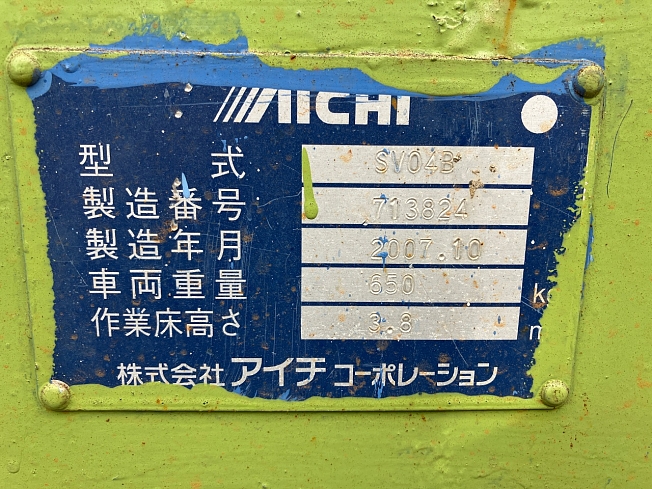 AICHI
型 式 SV04B
製造番号 713824
製造年月 2007.10
車両重量 650 kg
作業床高さ 3.8 m
株式会社 アイチ コーポレーション